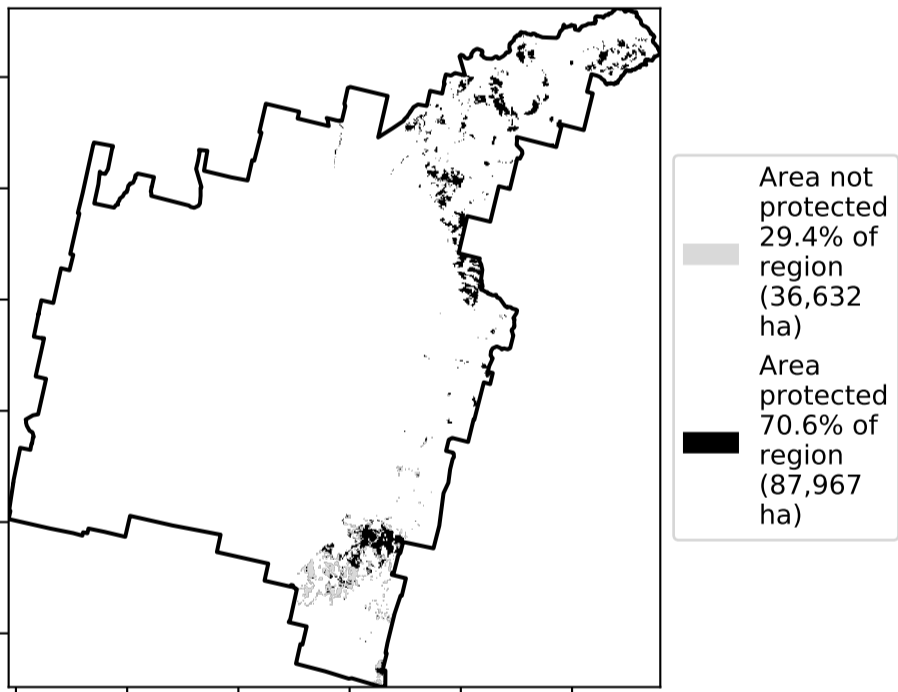 Area not
protected
29.4% of
region
(36,632
ha)
Area
protected
70.6% of
region
(87,967
ha)